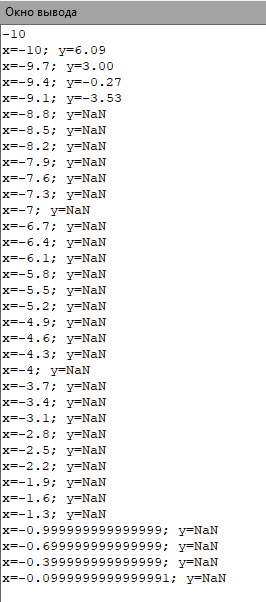 Окно вывода
-10
x=-10; y=6.09
x=-9.7; y=3.00
x=-9.4; y=-0.27
x=-9.1; y=-3.53
x=-8.8; y=NaN
x=-8.5; y=NaN
x=-8.2; y=NaN
x=-7.9; y=NaN
x=-7.6; y=NaN
x=-7.3; y=NaN
x=-7; y=NaN
x=-6.7; y=NaN
x=-6.4; y=NaN
x=-6.1; y=NaN
x=-5.8; y=NaN
x=-5.5; y=NaN
x=-5.2; y=NaN
x=-4.9; y=NaN
x=-4.6; y=NaN
x=-4.3; y=NaN
x=-4; y=NaN
x=-3.7; y=NaN
x=-3.4; y=NaN
x=-3.1; y=NaN
x=-2.8; y=NaN
x=-2.5; y=NaN
x=-2.2; y=NaN
x=-1.9; y=NaN
x=-1.6; y=NaN
x=-1.3; y=NaN
x=-0.999999999999999; y=NaN
x=-0.699999999999999; y=NaN
x=-0.399999999999999; y=NaN
x=-0.0999999999999991; y=NaN